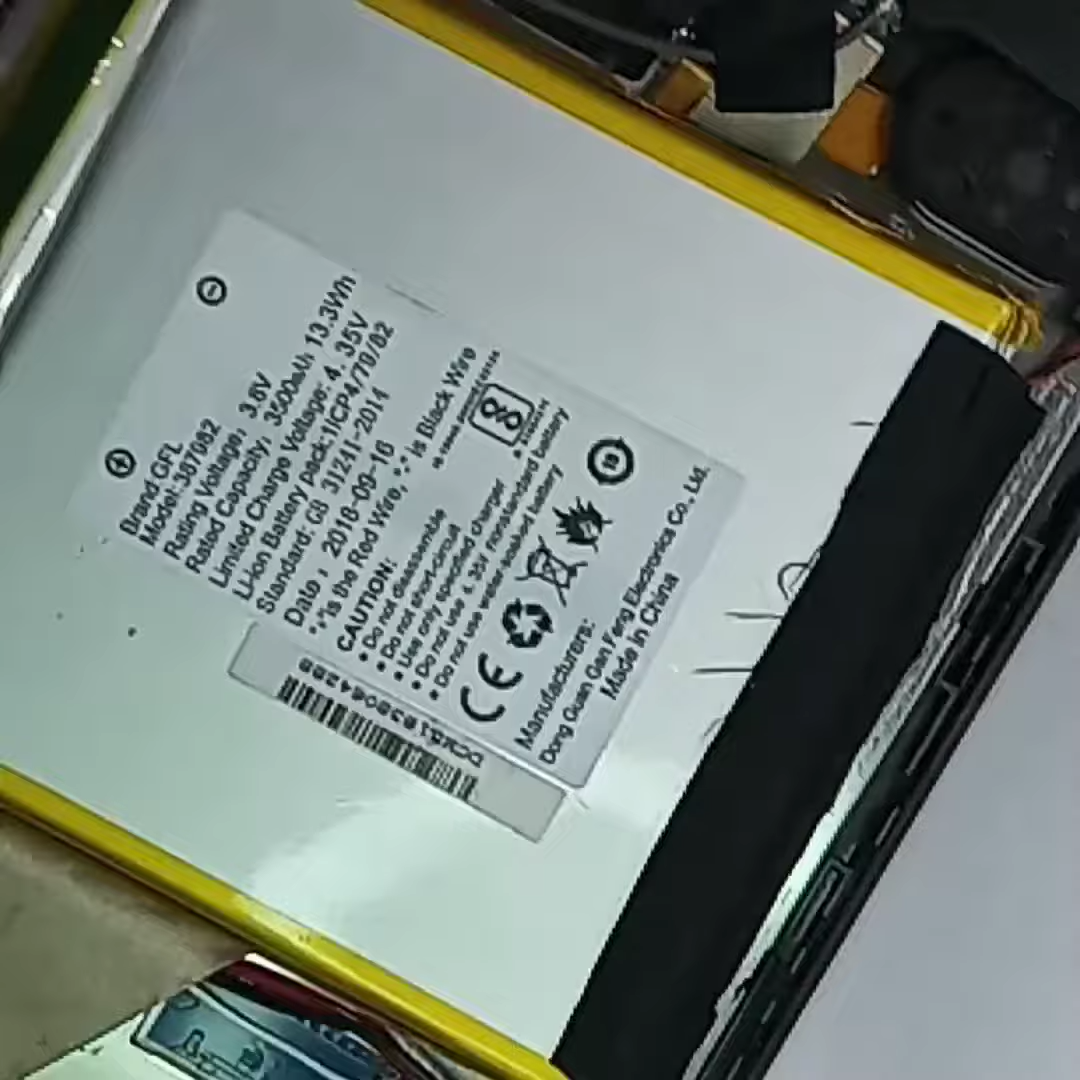 Brand:GFL
Model:387082
Rating Voltage: 3.8V
Rated Capacity: 3500mAh 13.3Wh
Limited Charge Voltage: 4.35V
Li-ion Battery pack:1ICP4/70/82
Standard: GB 31241-2014
Date: 2018-09-16
"+"is the Red Wire, "-" is Black Wire
CAUTION:
• Do not disassemble
• Do not short-circuit
• Use only specified charger
• Do not use 4.35V nonstandard battery
• Do not use water-soaked battery
CE
Manufacturers:
Dong Guan Gan Feng Electronics Co., Ltd.
Made in China